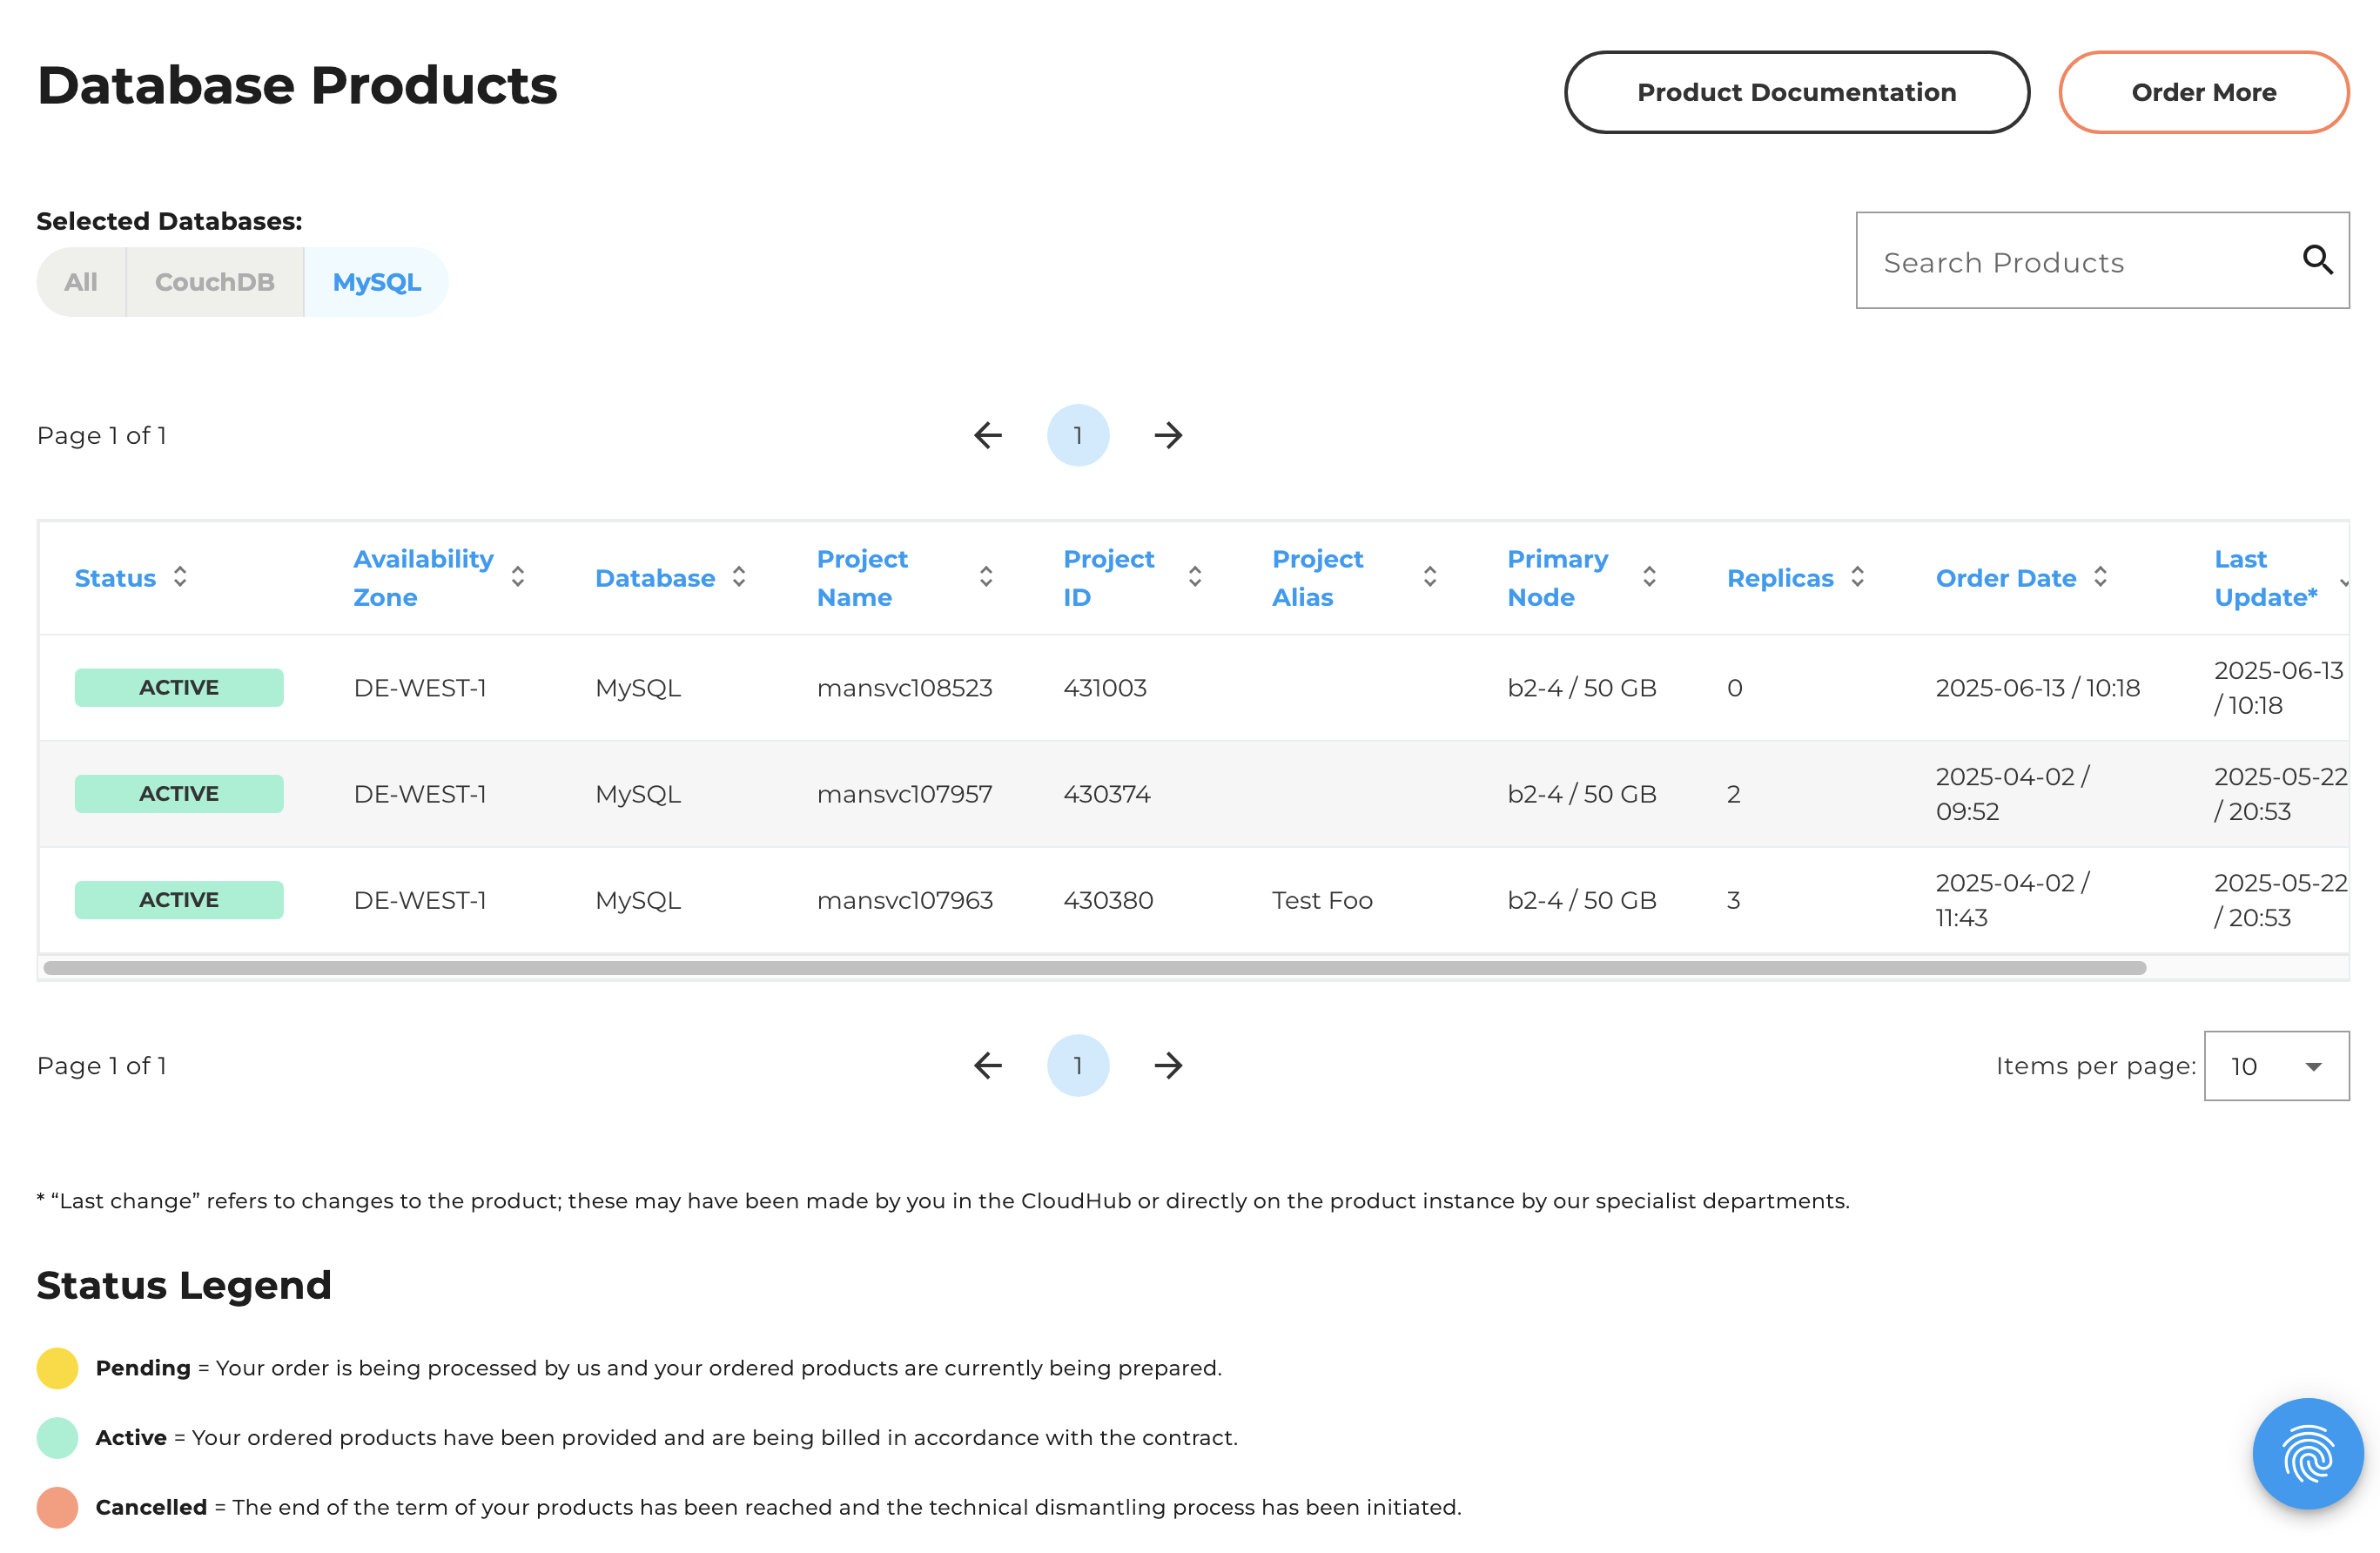 Database Products
Product Documentation
Order More
Selected Databases:
All
CouchDB
MySQL
Search Products
Page 1 of 1
1
Status
Availability Zone
Database
Project Name
Project ID
Project Alias
Primary Node
Replicas
Order Date
Last Update*
ACTIVE DE-WEST-1 MySQL mansvc108523 431003 b2-4 / 50 GB 0 2025-06-13 / 10:18 2025-06-13 / 10:18
ACTIVE DE-WEST-1 MySQL mansvc107957 430374 b2-4 / 50 GB 2 2025-04-02 / 09:52 2025-05-22 / 20:53
ACTIVE DE-WEST-1 MySQL mansvc107963 430380 Test Foo b2-4 / 50 GB 3 2025-04-02 / 11:43 2025-05-22 / 20:53
Page 1 of 1
1
Items per page:
10
* “Last change” refers to changes to the product; these may have been made by you in the CloudHub or directly on the product instance by our specialist departments.
Status Legend
Pending = Your order is being processed by us and your ordered products are currently being prepared.
Active = Your ordered products have been provided and are being billed in accordance with the contract.
Cancelled = The end of the term of your products has been reached and the technical dismantling process has been initiated.